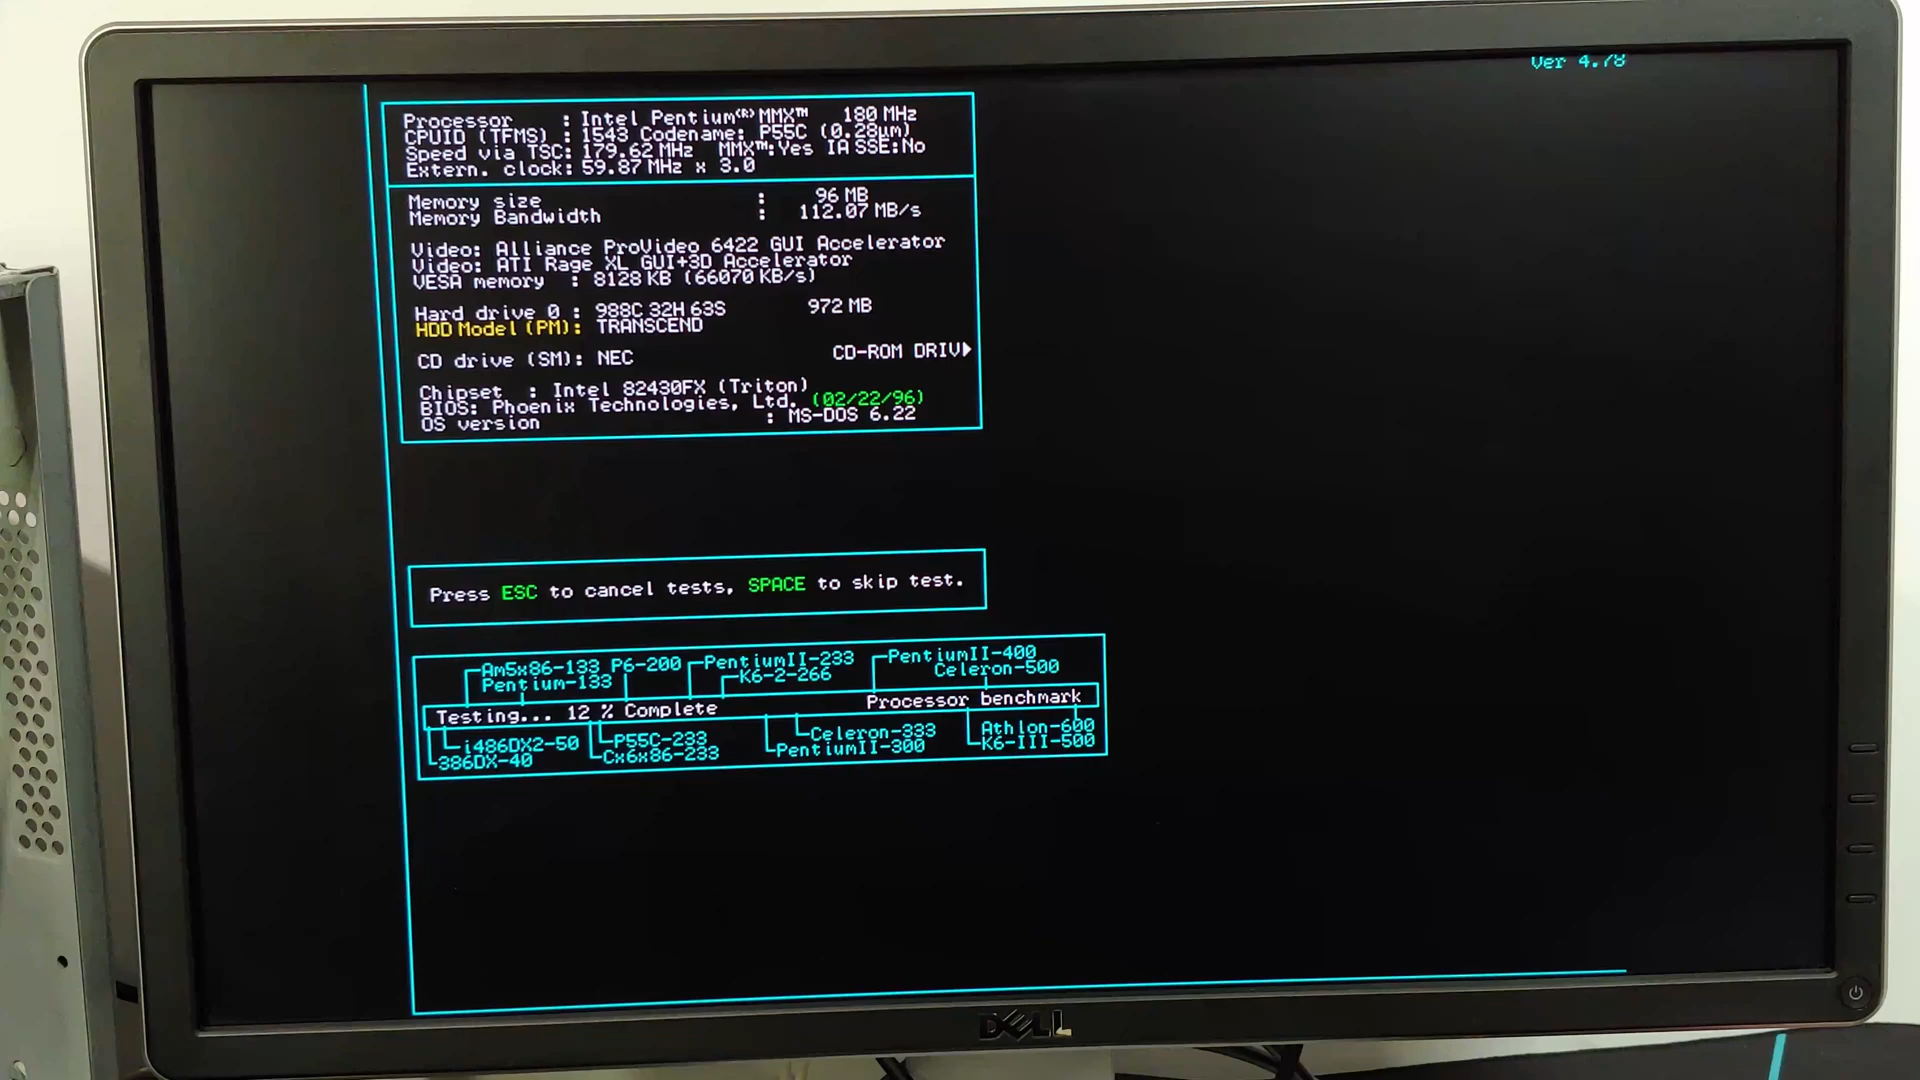 Ver 4.78
Processor : Intel Pentium(R) MMX™ 180 MHz
CPUID (TFMS) : 1543 Codename: P55C (0.28µm)
Speed via TSC: 179.62 MHz MMX™:Yes IA SSE:No
Extern. clock: 59.87 MHz x 3.0
Memory size : 96 MB
Memory Bandwidth : 112.07 MB/s
Video: Alliance ProVideo 6422 GUI Accelerator
Video: ATI Rage XL GUI+3D Accelerator
VESA memory : 8128 KB (66070 KB/s)
Hard drive 0 : 988C 32H 63S 972 MB
HDD Model (PM): TRANSCEND
CD drive (SM): NEC CD-ROM DRIV
Chipset : Intel 82430FX (Triton)
BIOS: Phoenix Technologies, Ltd. (02/22/96)
OS version : MS-DOS 6.22
Press ESC to cancel tests, SPACE to skip test.
Am5x86-133 P6-200 PentiumII-233 PentiumII-400
Pentium-133 K6-2-266 Celeron-500
Testing... 12 % Complete Processor benchmark
i486DX2-50 P55C-233 Celeron-333 Athlon-600
386DX-40 Cx6x86-233 PentiumII-300 K6-III-500
DELL